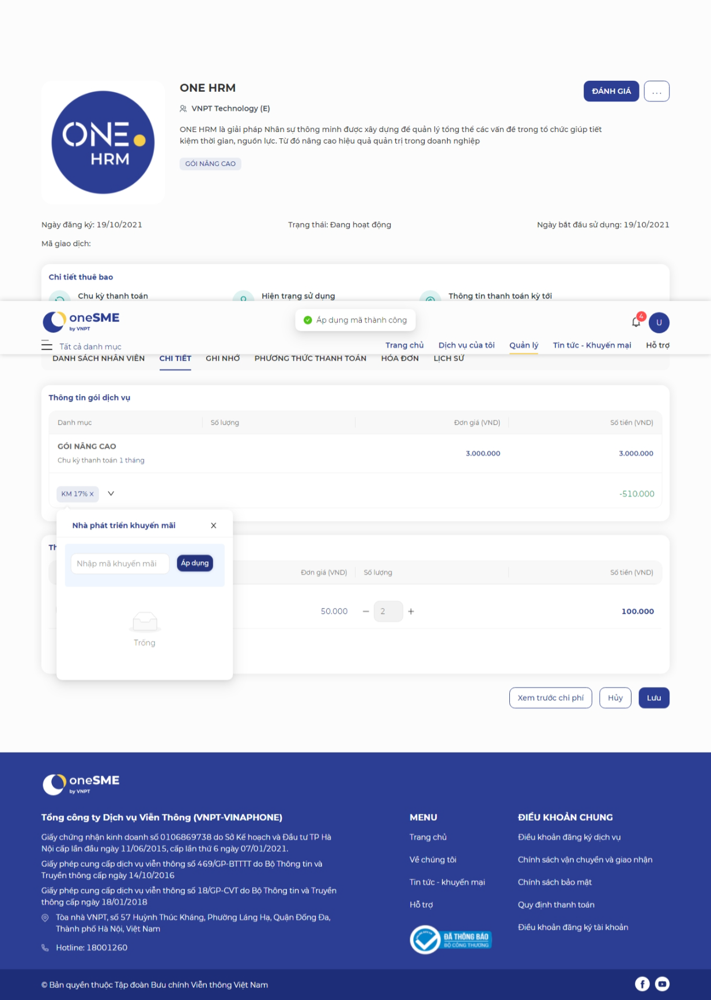 ONE
HRM
ONE HRM
VNPT Technology (E)
ONE HRM là giải pháp Nhân sự thông minh được xây dựng để quản lý tổng thể các vấn đề trong tổ chức giúp tiết
kiệm thời gian, nguồn lực. Từ đó nâng cao hiệu quả quản trị trong doanh nghiệp
GÓI NÂNG CAO
ĐÁNH GIÁ
...
Ngày đăng ký: 19/10/2021
Trạng thái: Đang hoạt động
Ngày bắt đầu sử dụng: 19/10/2021
Mã giao dịch:
Chi tiết thuê bao
Chu kỳ thanh toán
Hiện trạng sử dụng
Thông tin thanh toán kỳ tới
oneSME
by VNPT
Áp dụng mã thành công
4
U
Tất cả danh mục
Trang chủ
Dịch vụ của tôi
Quản lý
Tin tức - Khuyến mại
Hỗ trợ
DANH SÁCH NHÂN VIÊN
CHI TIẾT
GHI NHỚ
PHƯƠNG THỨC THANH TOÁN
HÓA ĐƠN
LỊCH SỬ
Thông tin gói dịch vụ
Danh mục
Số lượng
Đơn giá (VND)
Số tiền (VND)
GÓI NÂNG CAO
Chu kỳ thanh toán 1 tháng
3.000.000
3.000.000
KM 17% x
-510.000
Nhà phát triển khuyến mãi
Nhập mã khuyến mãi
Áp dụng
Trống
Th
Đơn giá (VND)
Số lượng
Số tiền (VND)
50.000
2
100.000
Xem trước chi phí
Hủy
Lưu
oneSME
by VNPT
Tổng công ty Dịch vụ Viễn Thông (VNPT-VINAPHONE)
Giấy chứng nhận kinh doanh số 0106869738 do Sở Kế hoạch và Đầu tư TP Hà
Nội cấp lần đầu ngày 11/06/2015, cấp lần thứ 6 ngày 07/01/2021.
Giấy phép cung cấp dịch vụ viễn thông số 469/GP-BTTTT do Bộ Thông tin và
Truyền thông cấp ngày 14/10/2016
Giấy phép cung cấp dịch vụ viễn thông số 18/GP-CVT do Bộ Thông tin và Truyền
thông cấp ngày 18/01/2018
Tòa nhà VNPT, số 57 Huỳnh Thúc Kháng, Phường Láng Hạ, Quận Đống Đa,
Thành phố Hà Nội, Việt Nam
Hotline: 18001260
MENU
Trang chủ
Về chúng tôi
Tin tức - khuyến mại
Hỗ trợ
ĐÃ THÔNG BÁO
BỘ CÔNG THƯƠNG
ĐIỀU KHOẢN CHUNG
Điều khoản đăng ký dịch vụ
Chính sách vận chuyển và giao nhận
Chính sách bảo mật
Quy định thanh toán
Điều khoản đăng ký tài khoản
© Bản quyền thuộc Tập đoàn Bưu chính Viễn thông Việt Nam